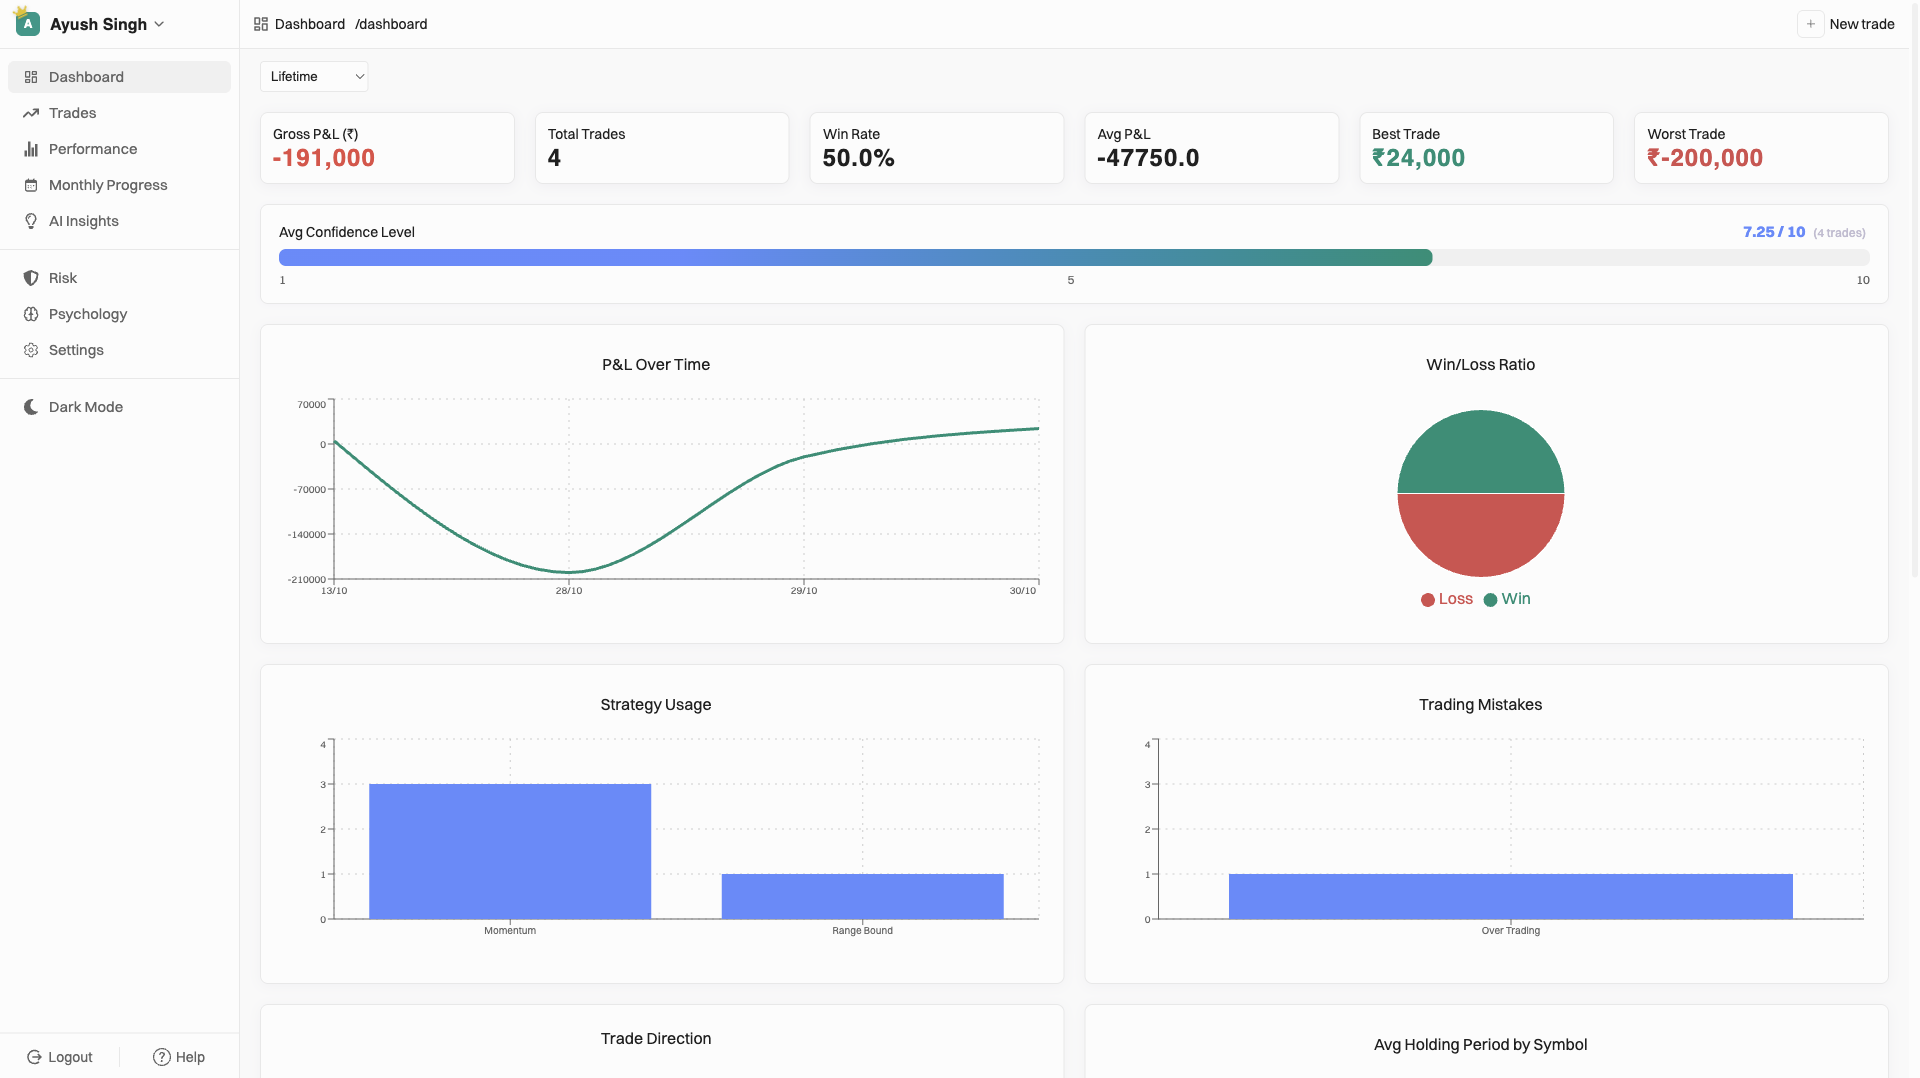 A Ayush Singh
Dashboard /dashboard
+ New trade
Dashboard
Trades
Performance
Monthly Progress
AI Insights
Risk
Psychology
Settings
Dark Mode
Logout
Help
Lifetime
Gross P&L (₹)
-191,000
Total Trades
4
Win Rate
50.0%
Avg P&L
-47750.0
Best Trade
₹24,000
Worst Trade
₹-200,000
Avg Confidence Level
7.25 / 10 (4 trades)
1 5 10
P&L Over Time
70000
0
-70000
-140000
-210000
13/10 28/10 29/10 30/10
Win/Loss Ratio
Loss Win
Strategy Usage
4
3
2
1
0
Momentum Range Bound
Trading Mistakes
4
3
2
1
0
Over Trading
Trade Direction
Avg Holding Period by Symbol